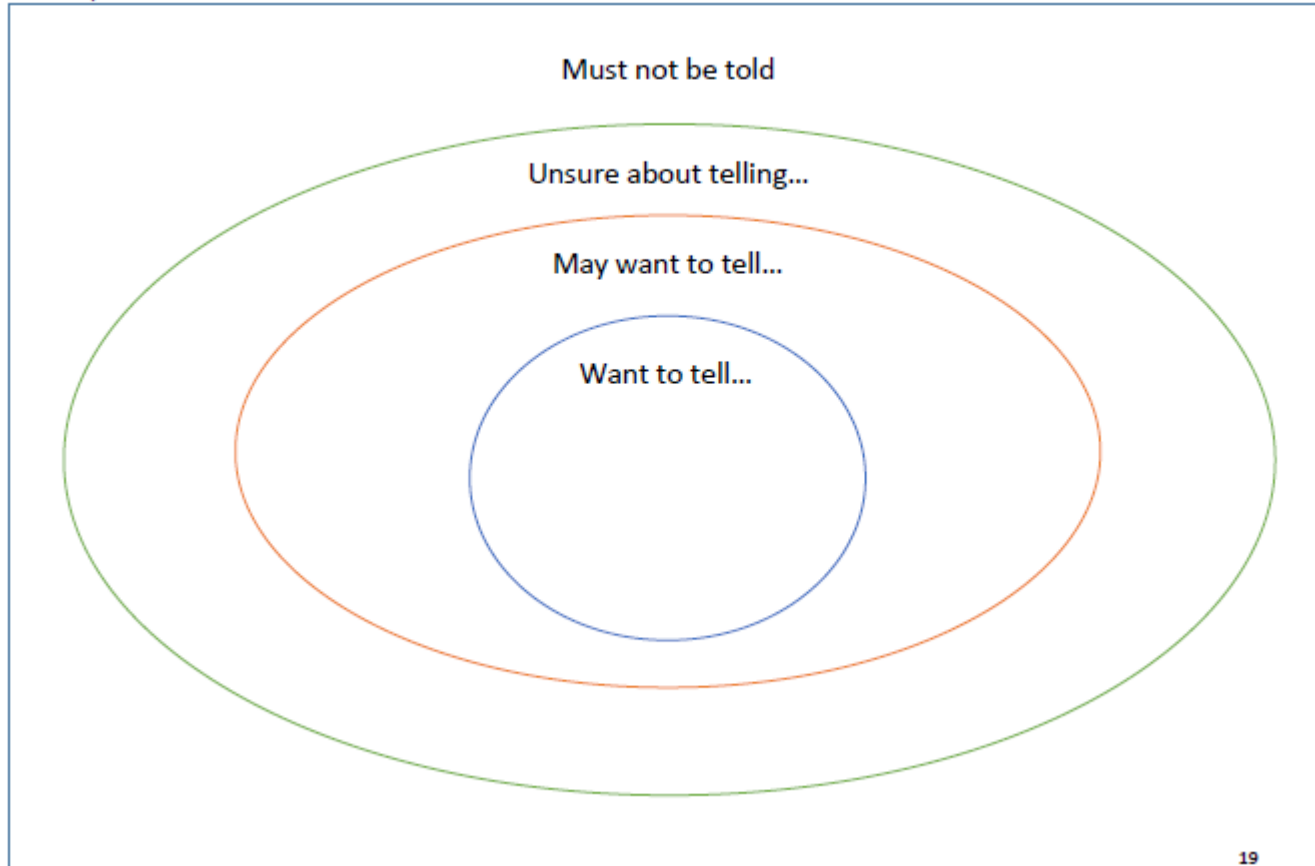 Must not be told
Unsure about telling...
May want to tell...
Want to tell...
19